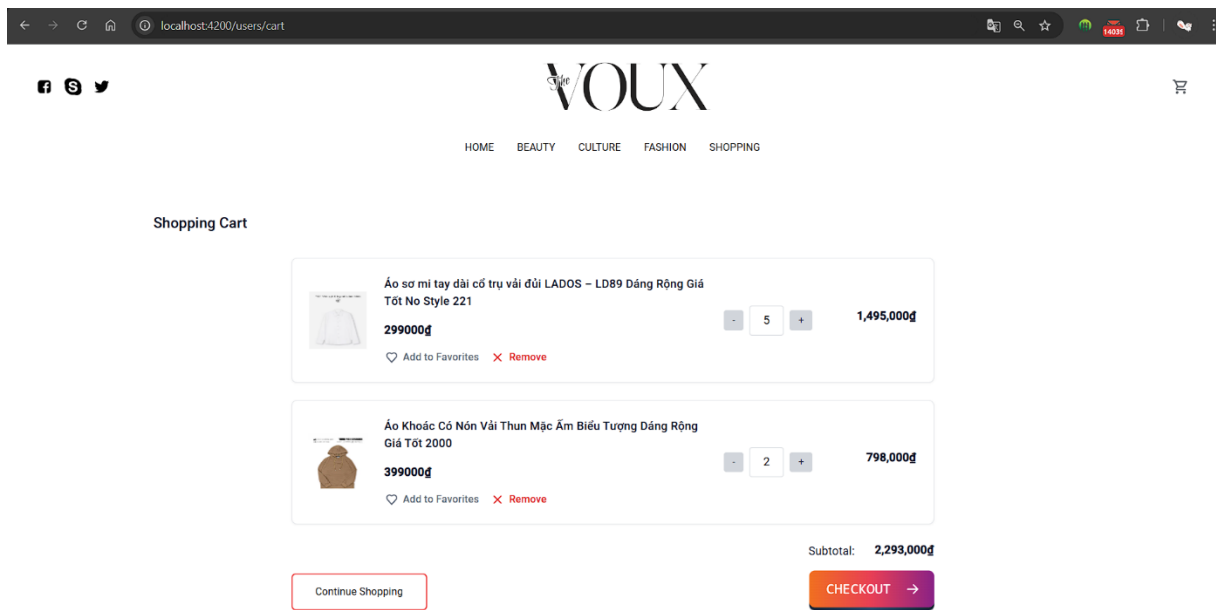 localhost:4200/users/cart
14039
The VOUX
HOME BEAUTY CULTURE FASHION SHOPPING
Shopping Cart
Áo sơ mi tay dài cổ trụ vải đủi LADOS – LD89 Dáng Rộng Giá
Tốt No Style 221
299000₫
Add to Favorites Remove
- 5 +
1,495,000₫
Áo Khoác Có Nón Vải Thun Mặc Ấm Biểu Tượng Dáng Rộng
Giá Tốt 2000
399000₫
Add to Favorites Remove
- 2 +
798,000₫
Subtotal: 2,293,000₫
Continue Shopping
CHECKOUT